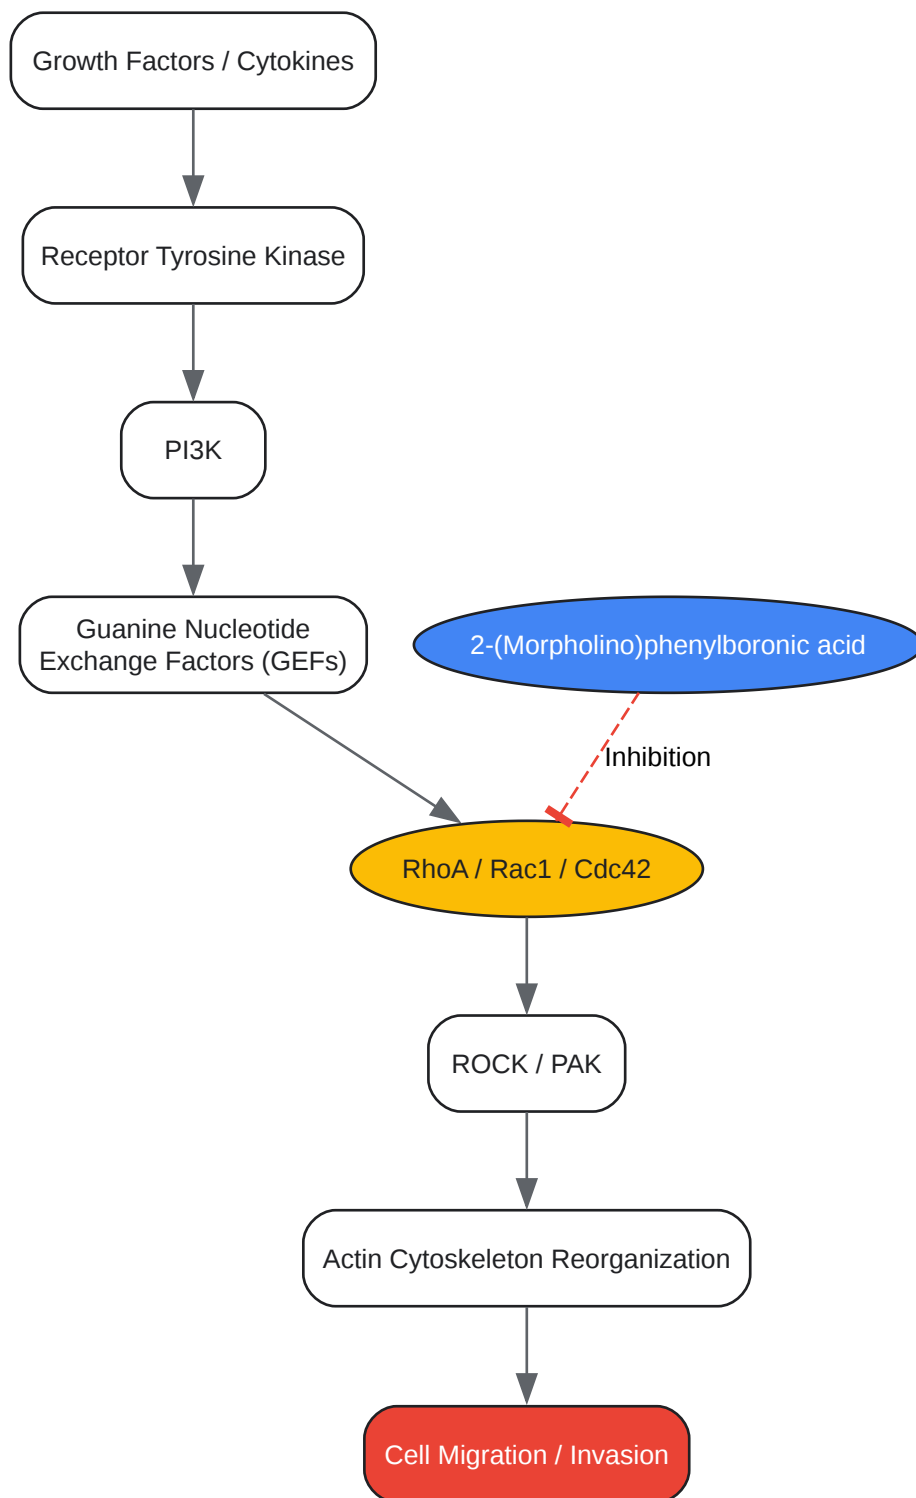 Growth Factors / Cytokines
Receptor Tyrosine Kinase
PI3K
Guanine Nucleotide
Exchange Factors (GEFs)
2-(Morpholino)phenylboronic acid
Inhibition
RhoA / Rac1 / Cdc42
ROCK / PAK
Actin Cytoskeleton Reorganization
Cell Migration / Invasion